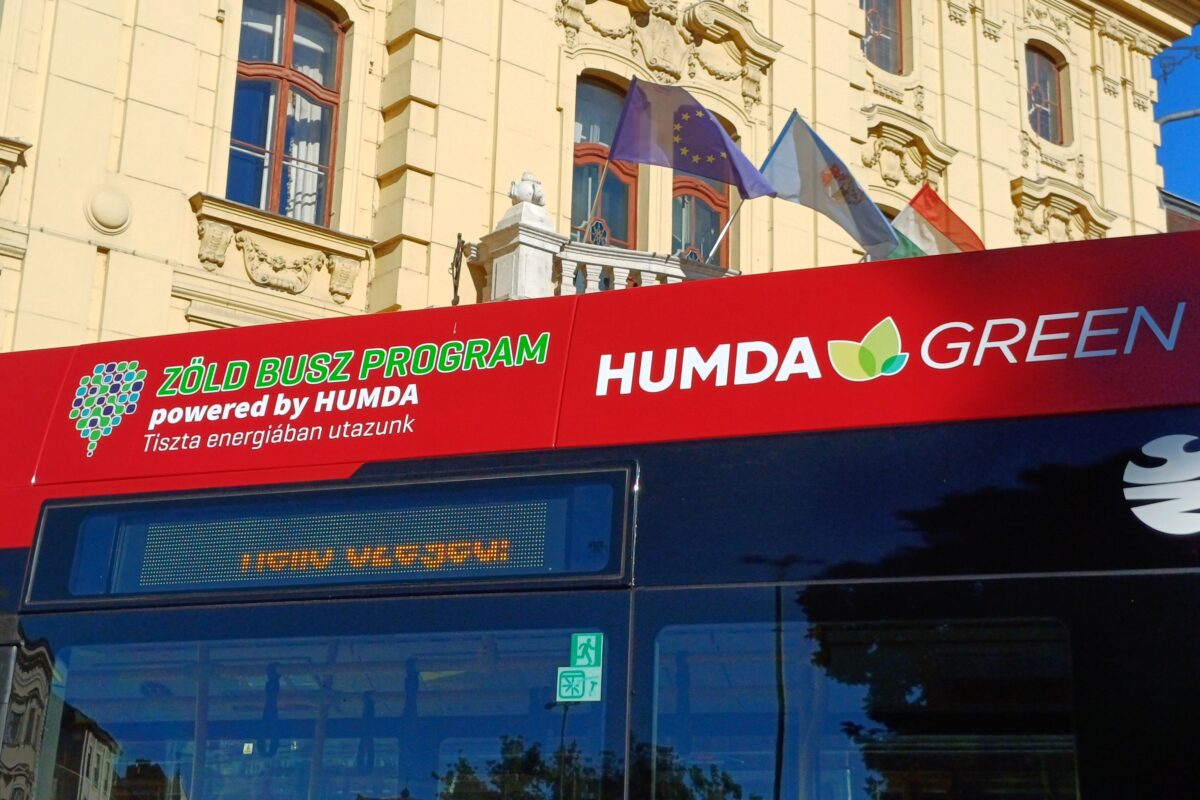 ZÖLD BUSZ PROGRAM
powered by HUMDA
Tiszta energiában utazunk
HUMDA GREEN